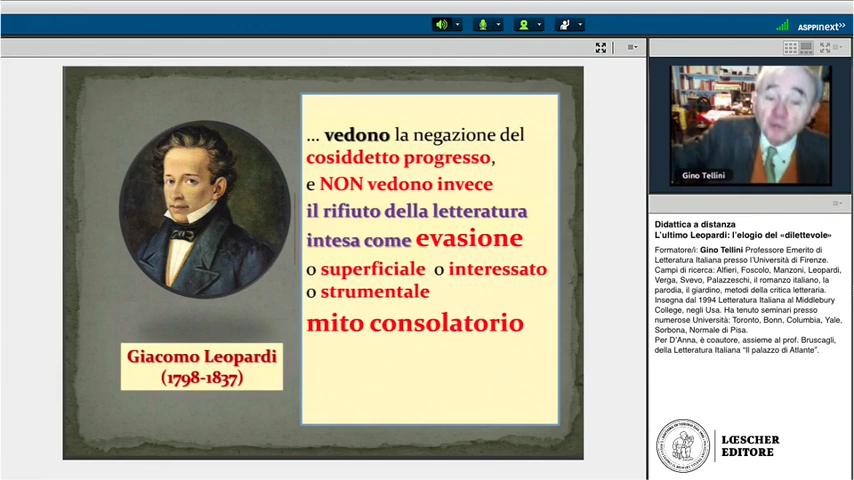 ASPPInext»
... vedono la negazione del
cosiddetto progresso,
e NON vedono invece
il rifiuto della letteratura
intesa come evasione
o superficiale o interessato
o strumentale
mito consolatorio
Giacomo Leopardi
(1798-1837)
Gino Tellini
Didattica a distanza
L'ultimo Leopardi: l'elogio del «dilettevole»
Formatore/i: Gino Tellini Professore Emerito di
Letteratura Italiana presso l'Università di Firenze.
Campi di ricerca: Alfieri, Foscolo, Manzoni, Leopardi,
Verga, Svevo, Palazzeschi, il romanzo italiano, la
parodia, il giardino, metodi della critica letteraria.
Insegna dal 1994 Letteratura Italiana al Middlebury
College, negli Usa. Ha tenuto seminari presso
numerose Università: Toronto, Bonn, Columbia, Yale,
Sorbona, Normale di Pisa.
Per D'Anna, è coautore, assieme al prof. Bruscagli,
della Letteratura Italiana "Il palazzo di Atlante".
LŒSCHER
EDITORE